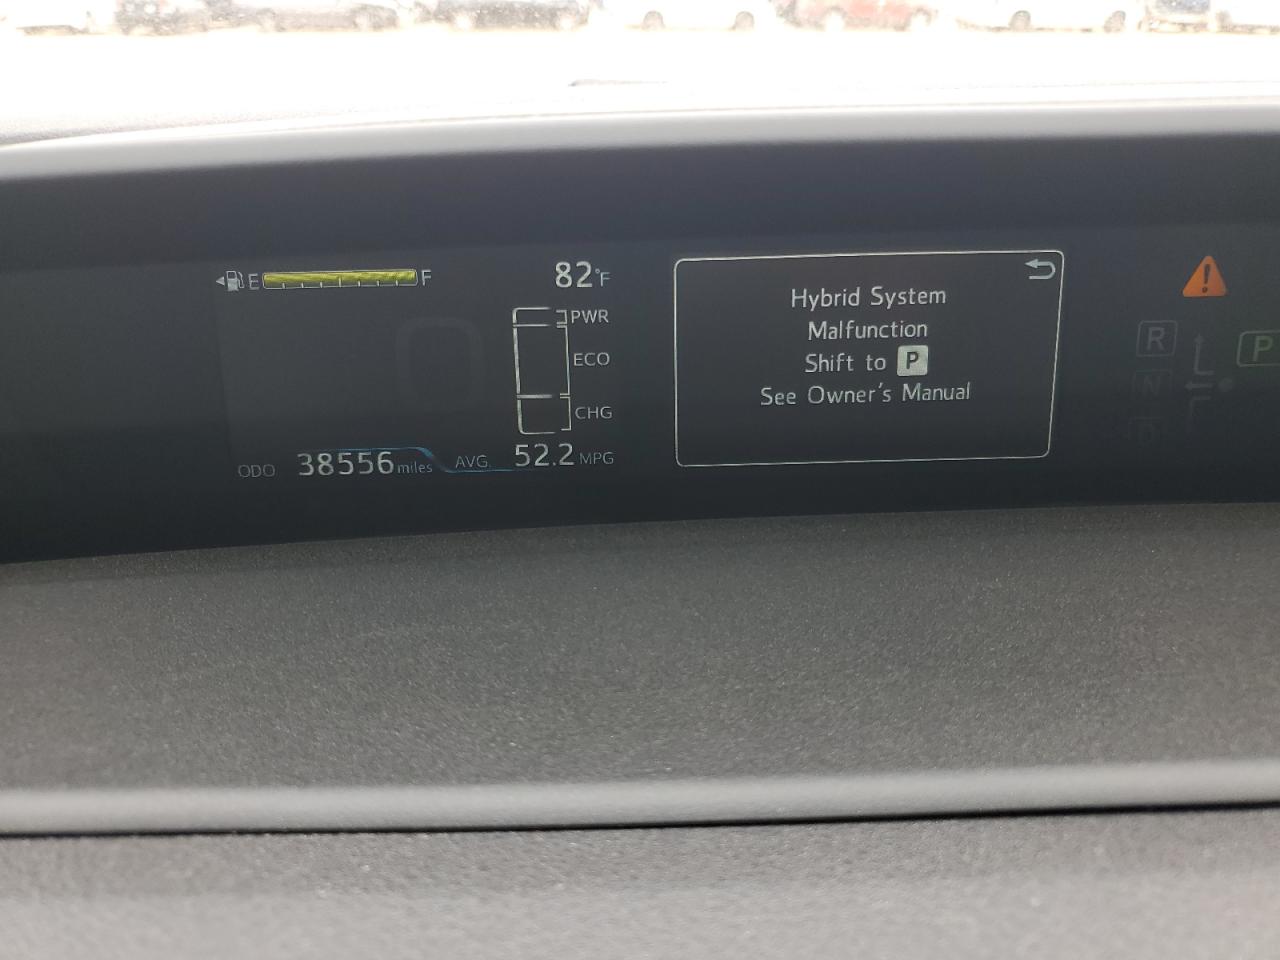 E F
82°F
PWR
ECO
CHG
ODO 38556 miles AVG. 52.2 MPG
Hybrid System
Malfunction
Shift to P
See Owner's Manual
R
P
N
D